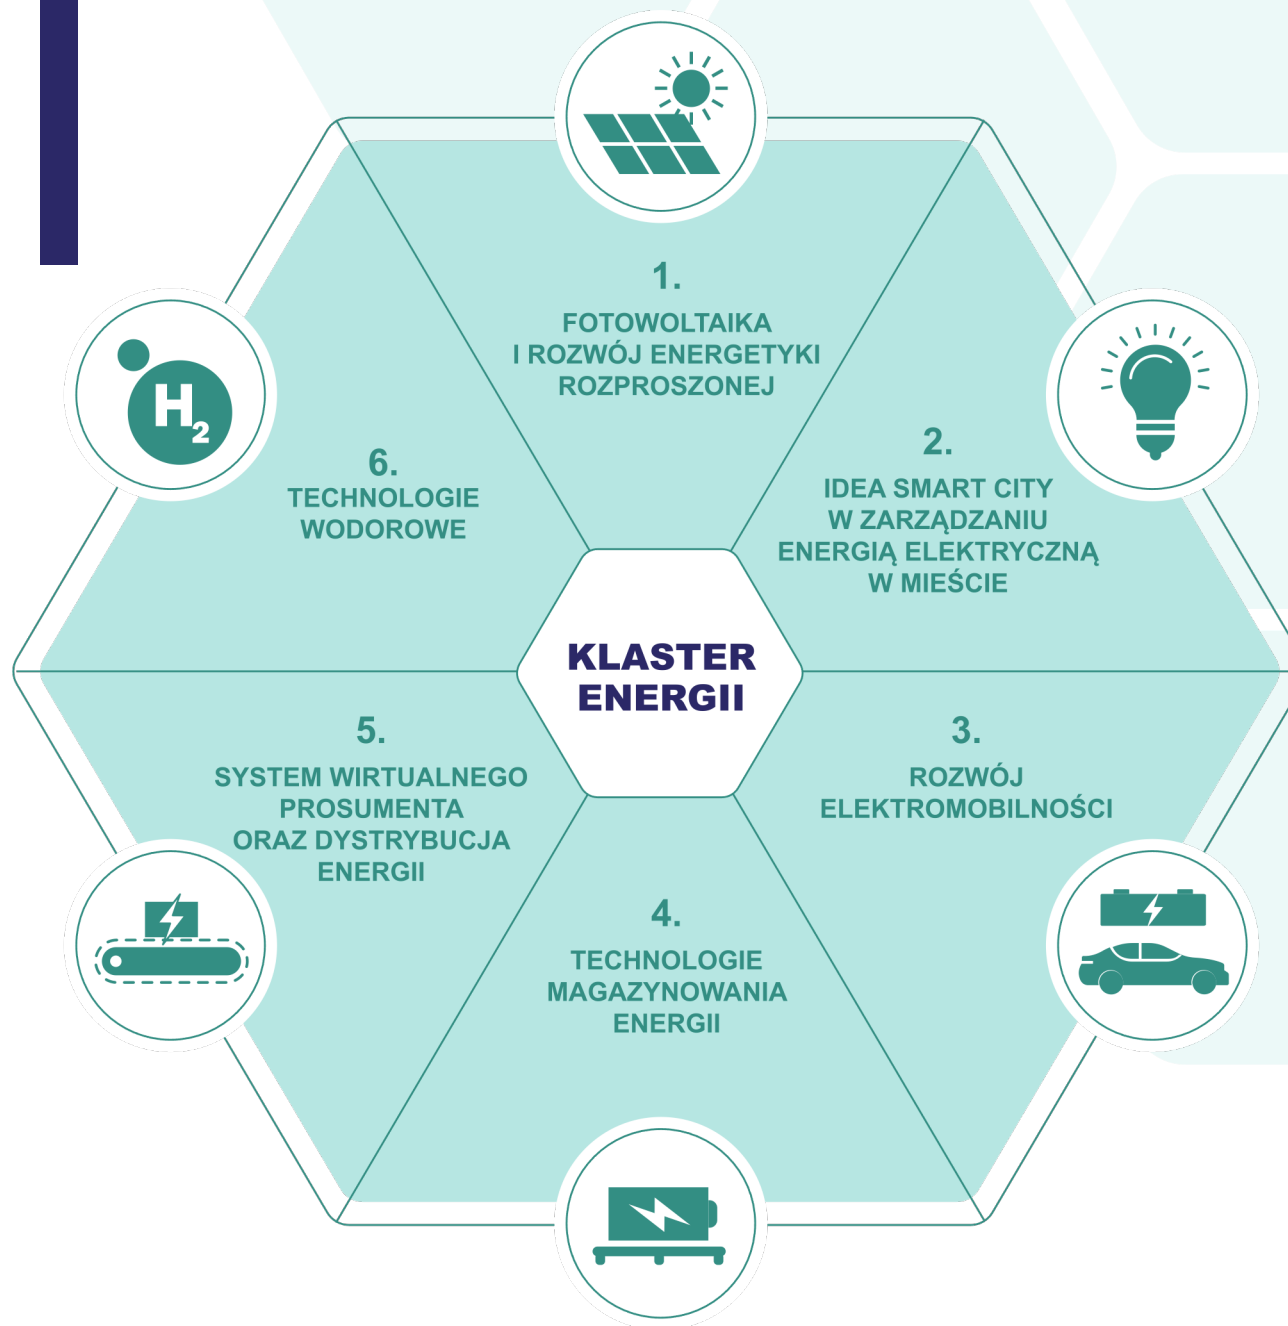 1.
FOTOWOLTAIKA
I ROZWÓJ ENERGETYKI
ROZPROSZONEJ
2.
IDEA SMART CITY
W ZARZĄDZANIU
ENERGIĄ ELEKTRYCZNĄ
W MIEŚCIE
3.
ROZWÓJ
ELEKTROMOBILNOŚCI
4.
TECHNOLOGIE
MAGAZYNOWANIA
ENERGII
5.
SYSTEM WIRTUALNEGO
PROSUMENTA
ORAZ DYSTRYBUCJA
ENERGII
6.
TECHNOLOGIE
WODOROWE
H2
KLASTER
ENERGII